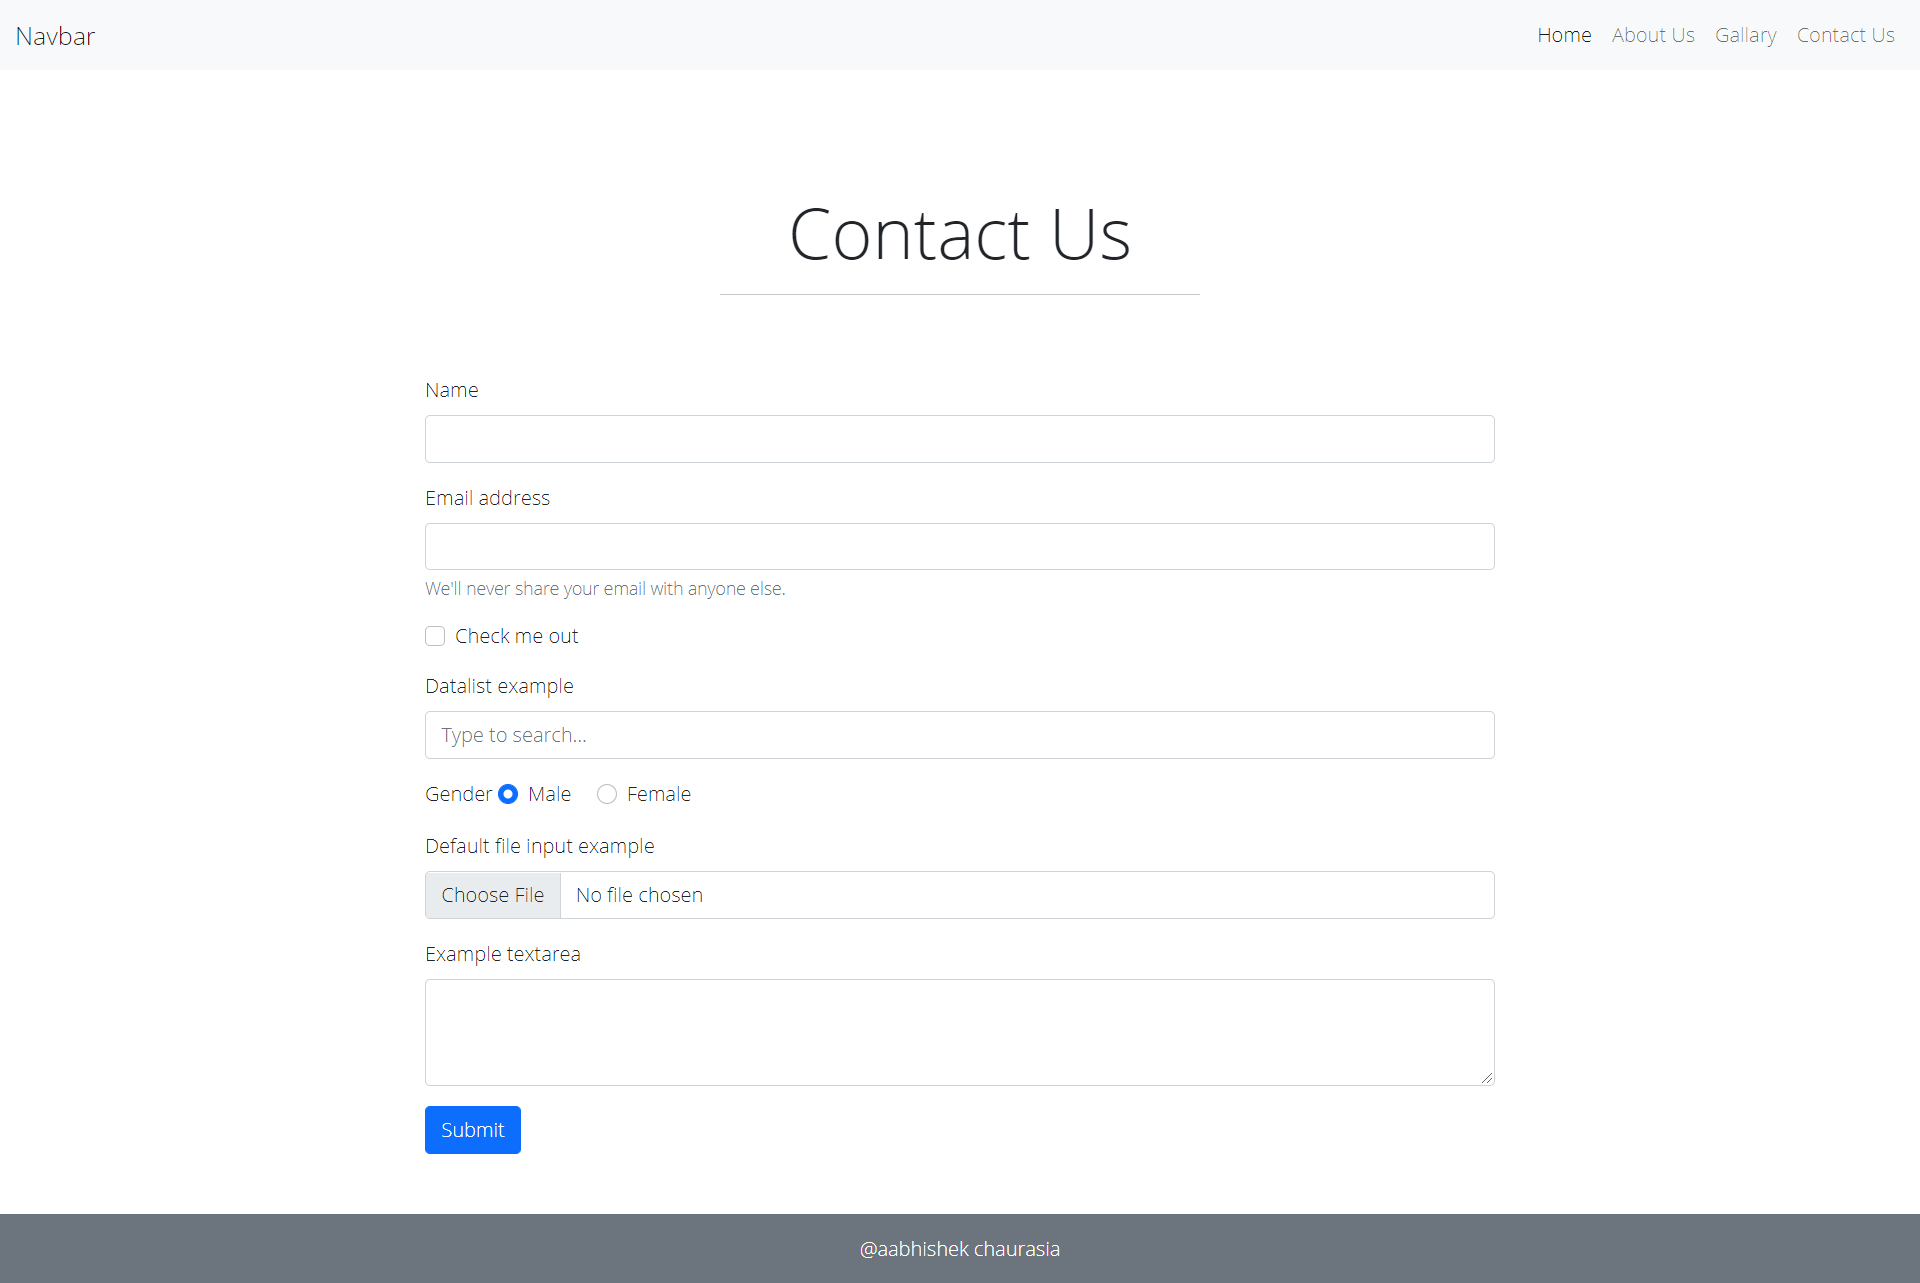 Navbar
Home About Us Gallary Contact Us
Contact Us
Name
Email address
We'll never share your email with anyone else.
Check me out
Datalist example
Type to search...
Gender Male Female
Default file input example
Choose File No file chosen
Example textarea
Submit
@aabhishek chaurasia